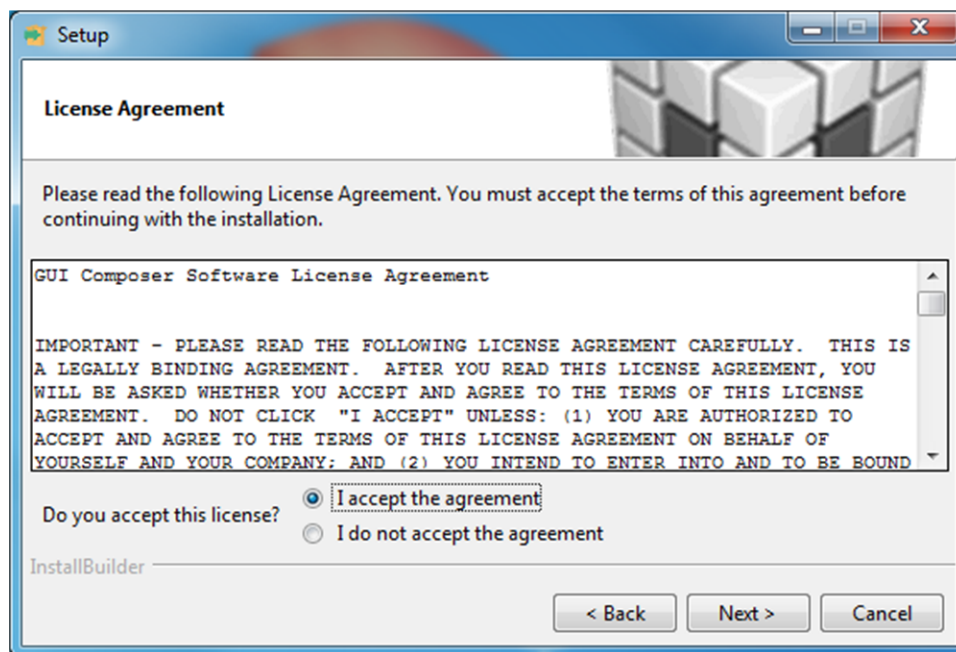 Setup
License Agreement
Please read the following License Agreement. You must accept the terms of this agreement before
continuing with the installation.
GUI Composer Software License Agreement
IMPORTANT - PLEASE READ THE FOLLOWING LICENSE AGREEMENT CAREFULLY.  THIS IS
A LEGALLY BINDING AGREEMENT.  AFTER YOU READ THIS LICENSE AGREEMENT, YOU
WILL BE ASKED WHETHER YOU ACCEPT AND AGREE TO THE TERMS OF THIS LICENSE
AGREEMENT.  DO NOT CLICK  "I ACCEPT" UNLESS: (1) YOU ARE AUTHORIZED TO
ACCEPT AND AGREE TO THE TERMS OF THIS LICENSE AGREEMENT ON BEHALF OF
YOURSELF AND YOUR COMPANY; AND (2) YOU INTEND TO ENTER INTO AND TO BE BOUND
Do you accept this license?
I accept the agreement
I do not accept the agreement
InstallBuilder
< Back
Next >
Cancel